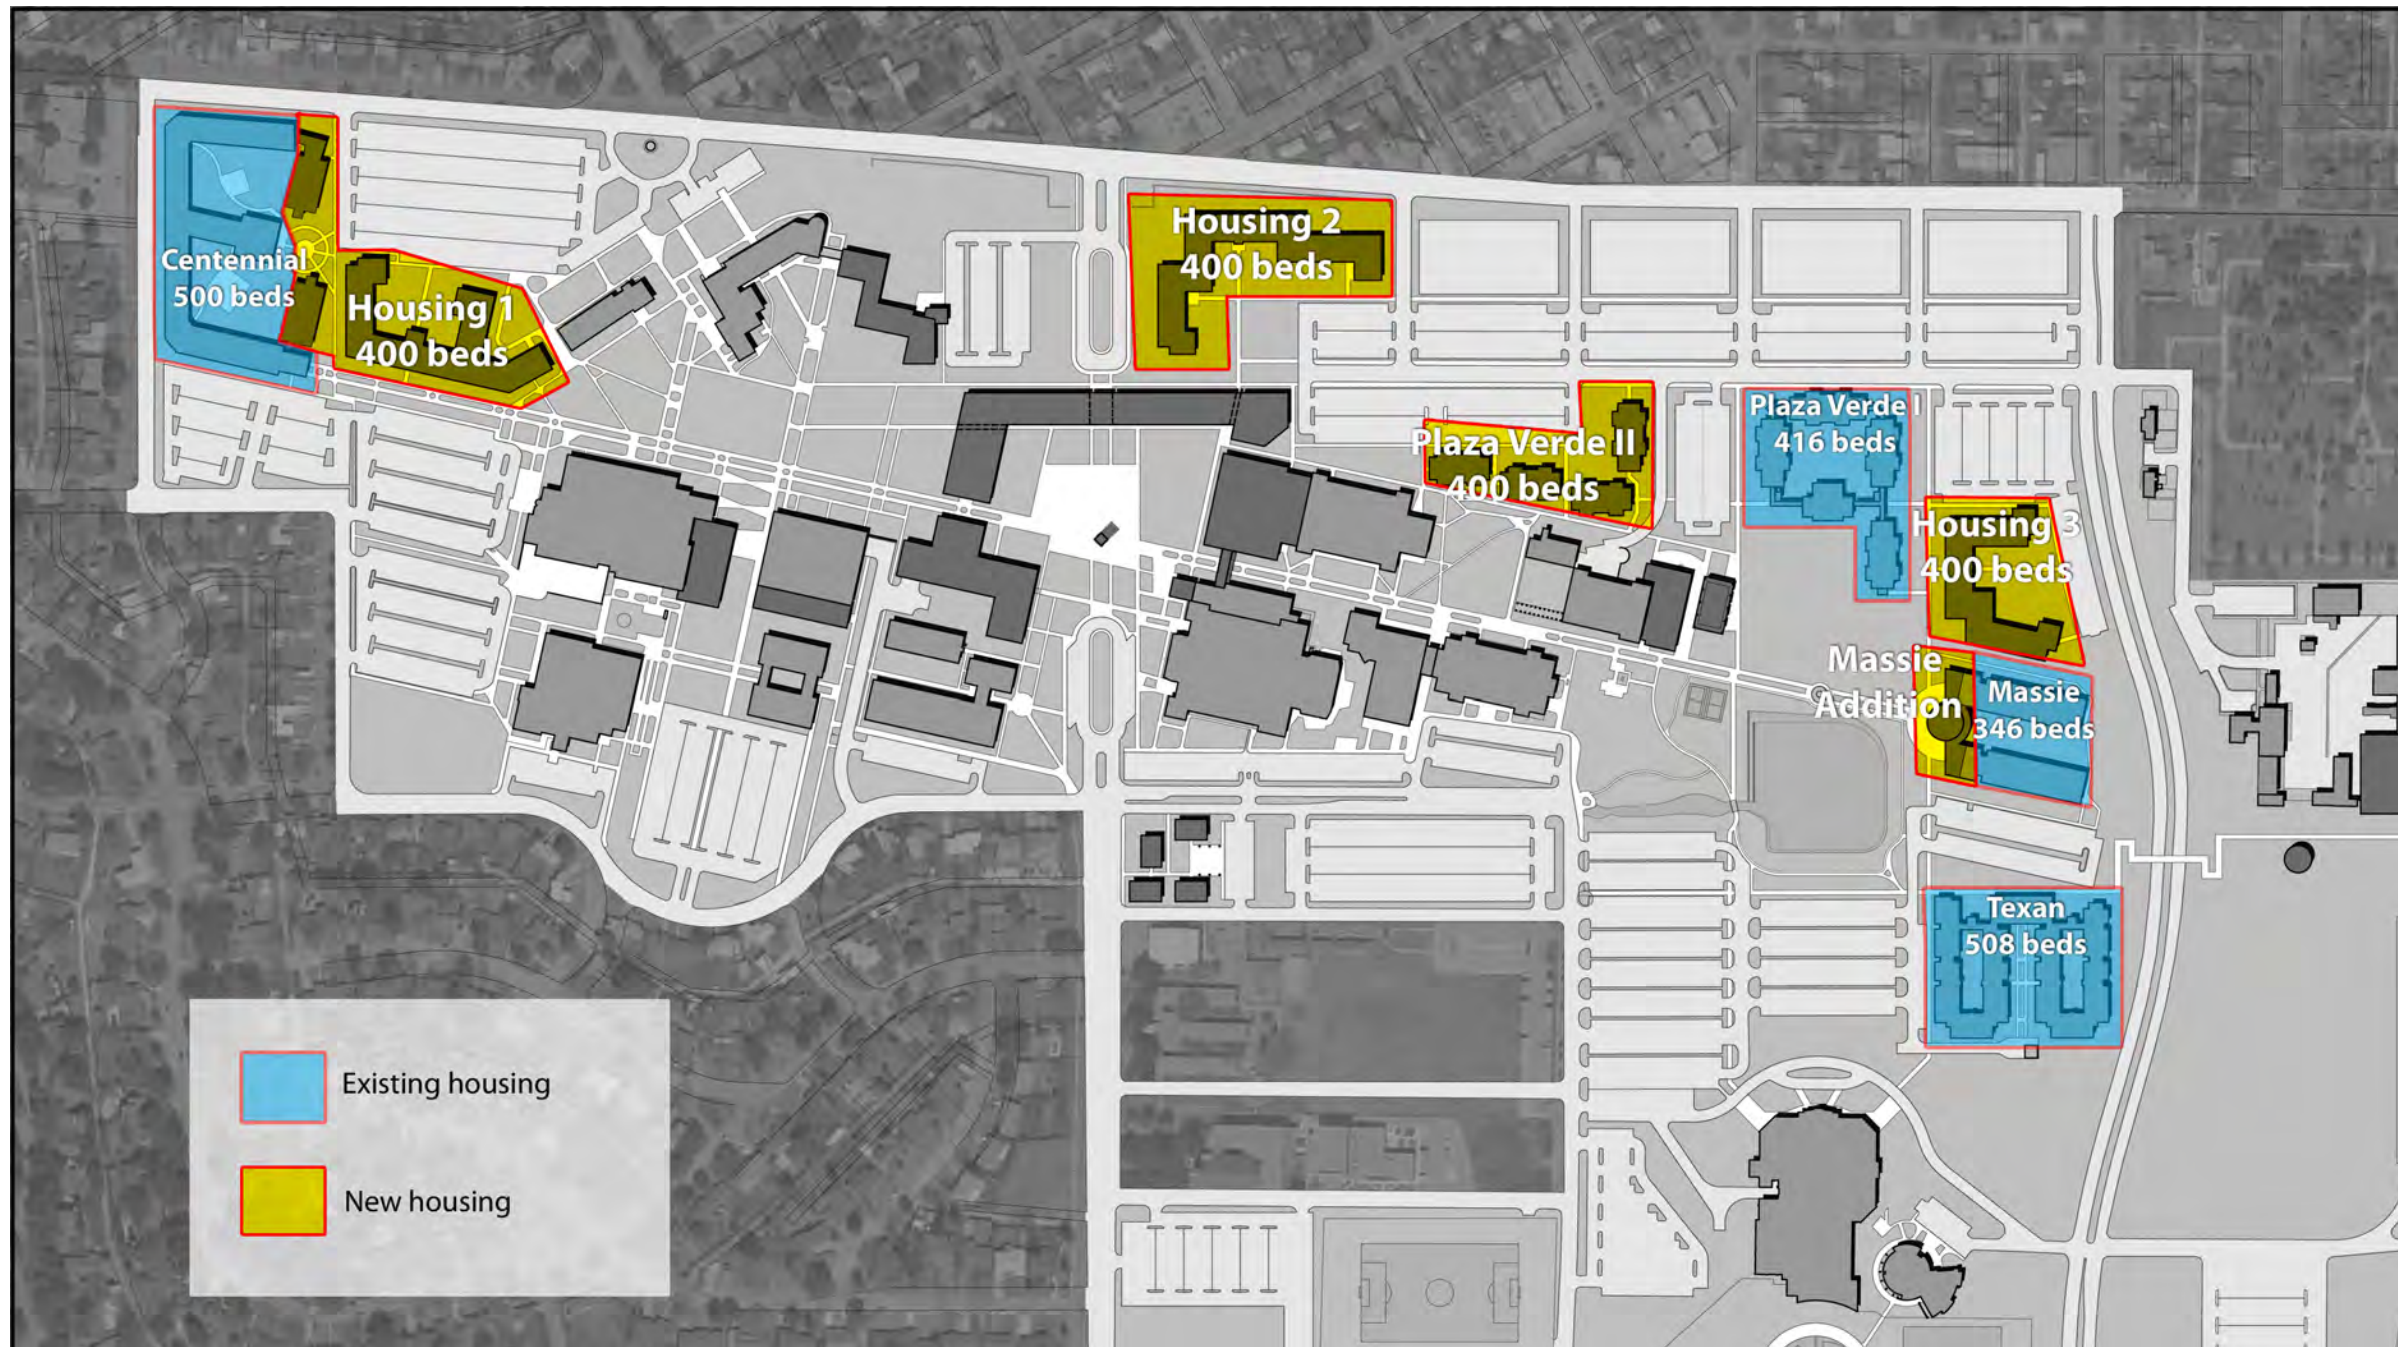 Housing 2
400 beds
Centennial
500 beds
Housing 1
400 beds
Plaza Verde I
416 beds
Plaza Verde II
400 beds
Housing 3
400 beds
Massie
Addition
Massie
346 beds
Texan
508 beds
Existing housing
New housing